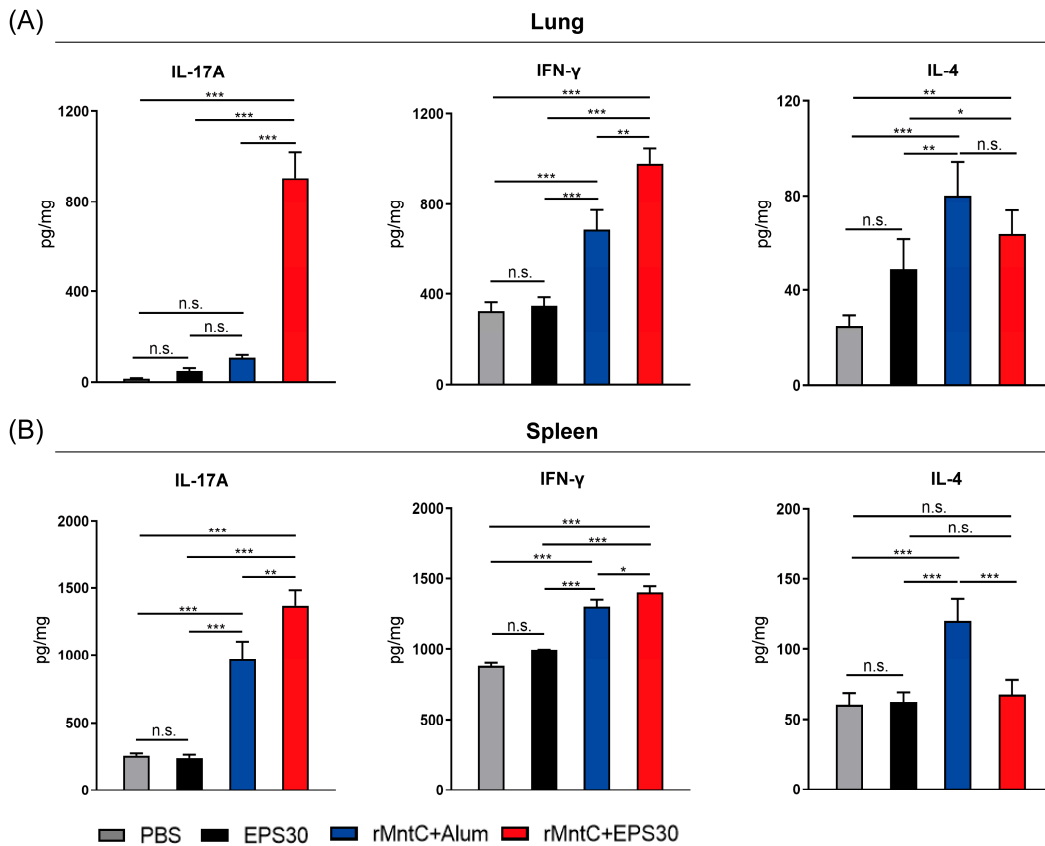 (A)
Lung
IL-17A
IFN-γ
IL-4
pg/mg
1200
800
400
0
***
***
***
n.s.
n.s.
n.s.
pg/mg
1200
800
400
0
***
***
**
***
***
n.s.
pg/mg
120
80
40
0
**
*
***
**
n.s.
n.s.
(B)
Spleen
IL-17A
IFN-γ
IL-4
pg/mg
2000
1500
1000
500
0
***
***
**
***
***
n.s.
pg/mg
2000
1500
1000
500
0
***
***
***
***
*
n.s.
pg/mg
200
150
100
50
0
n.s.
n.s.
***
***
***
n.s.
PBS EPS30 rMntC+Alum rMntC+EPS30